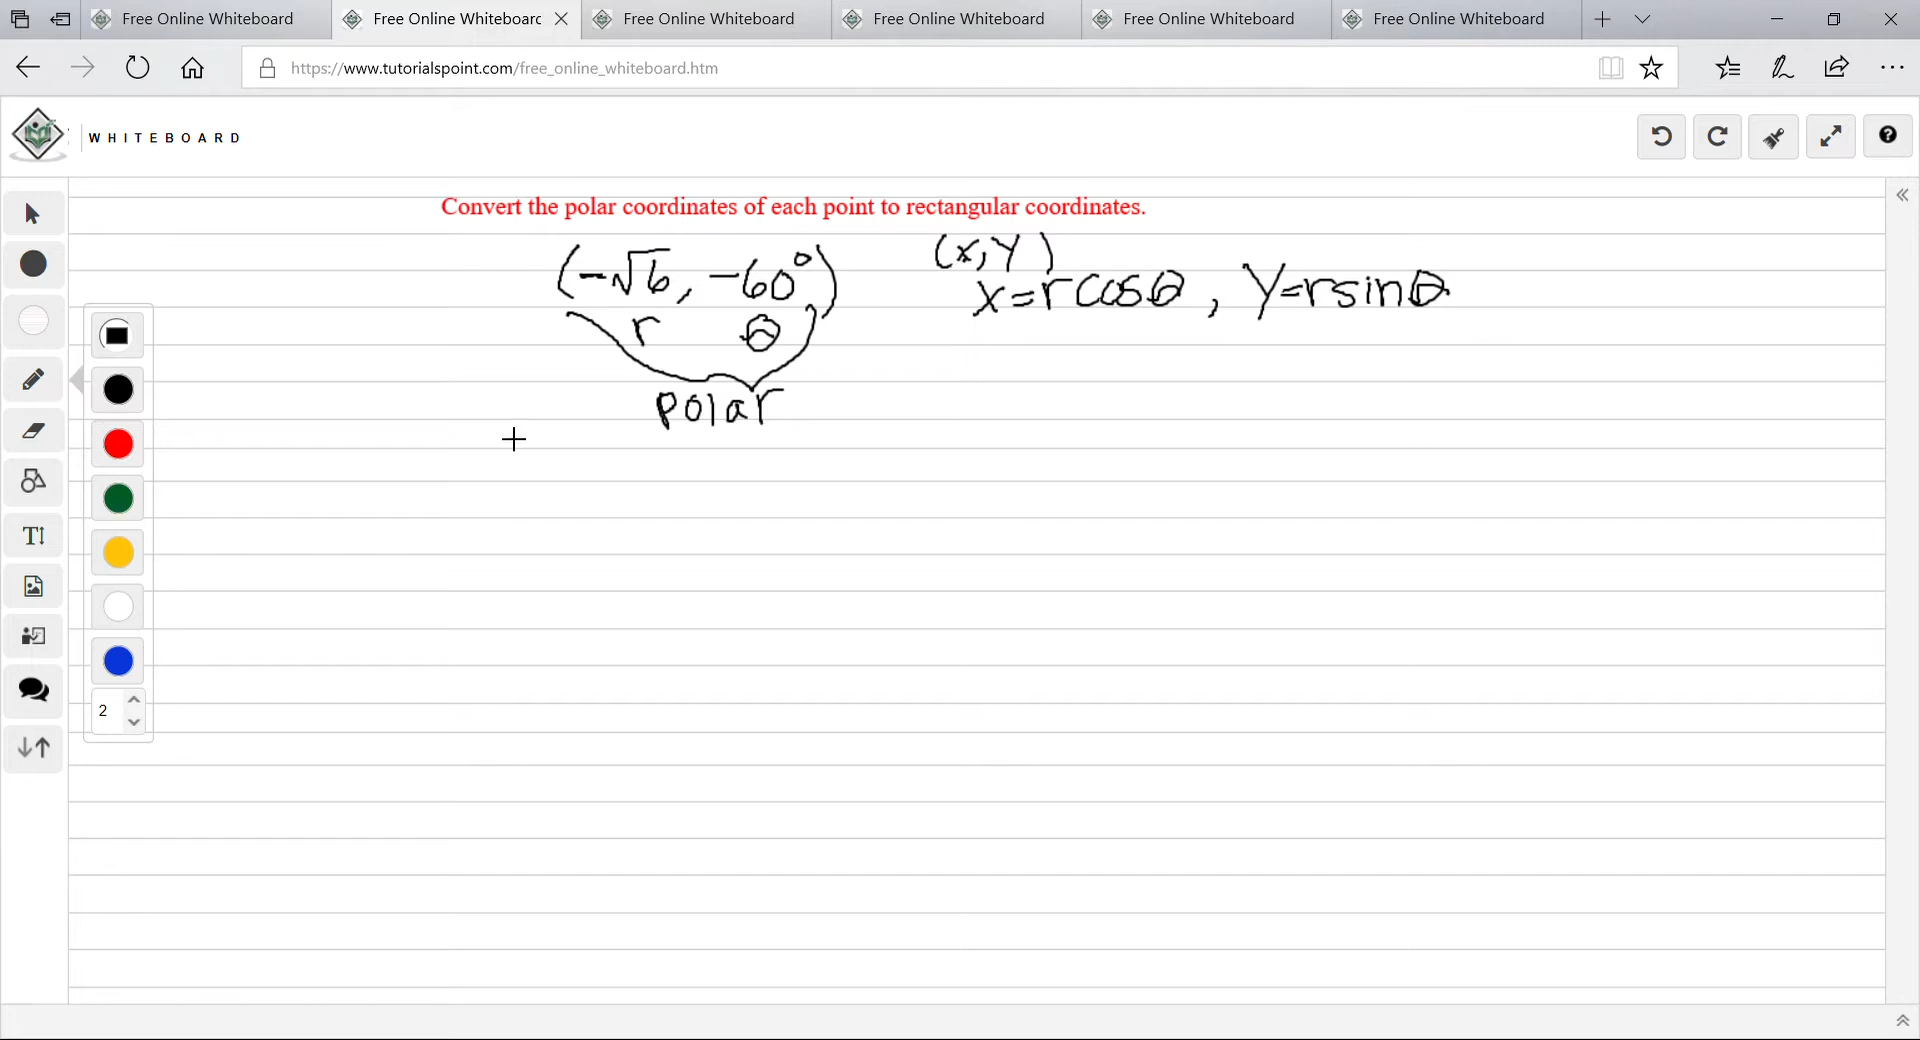 Free Online Whiteboard Free Online Whiteboarc Free Online Whiteboard Free Online Whiteboard Free Online Whiteboard Free Online Whiteboard
https://www.tutorialspoint.com/free_online_whiteboard.htm
WHITEBOARD
Convert the polar coordinates of each point to rectangular coordinates.
(-√6, -60°) (x,y)
x=rcosθ, y=rsinθ
r θ
polar
T
2